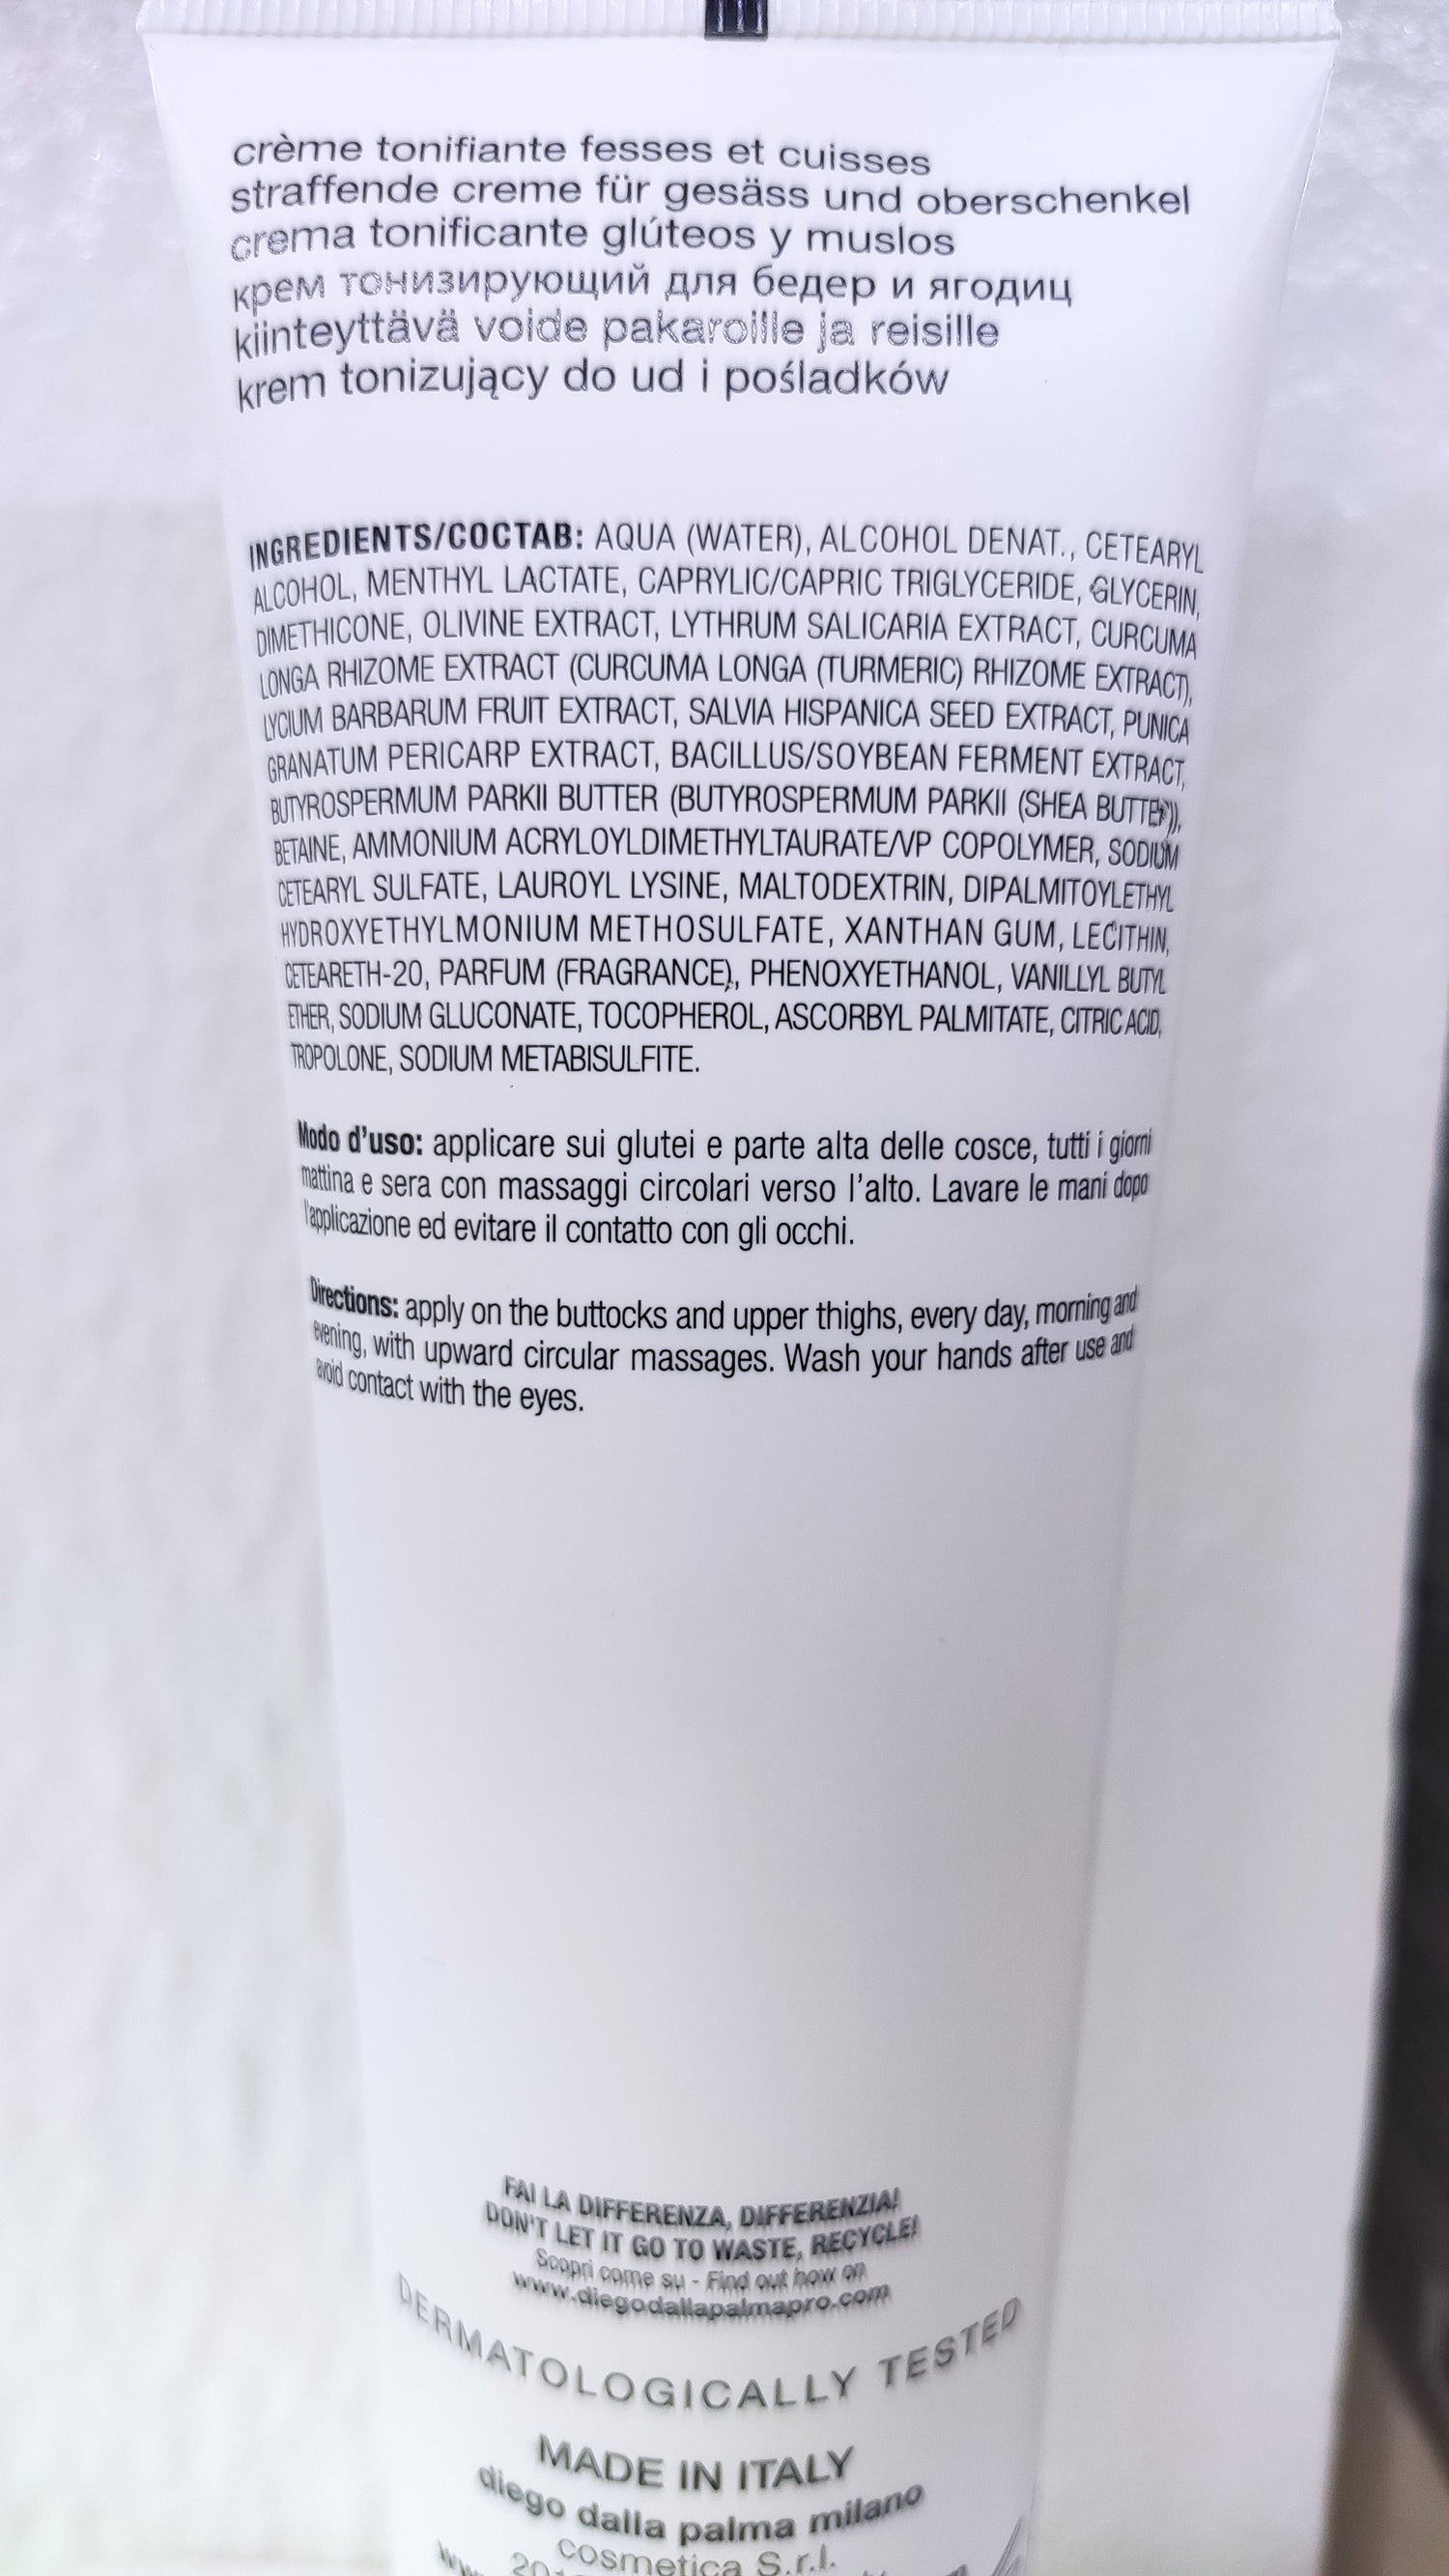 crème tonifiante fesses et cuisses
straffende creme für gesäss und oberschenkel
crema tonificante glúteos y muslos
крем тонизирующий для бедер и ягодиц
kiinteyttävä voide pakaroille ja reisille
krem tonizujący do ud i pośladków
INGREDIENTS/COCTAB: AQUA (WATER), ALCOHOL DENAT., CETEARYL
ALCOHOL, MENTHYL LACTATE, CAPRYLIC/CAPRIC TRIGLYCERIDE, GLYCERIN,
DIMETHICONE, OLIVINE EXTRACT, LYTHRUM SALICARIA EXTRACT, CURCUMA
LONGA RHIZOME EXTRACT (CURCUMA LONGA (TURMERIC) RHIZOME EXTRACT),
LYCIUM BARBARUM FRUIT EXTRACT, SALVIA HISPANICA SEED EXTRACT, PUNICA
GRANATUM PERICARP EXTRACT, BACILLUS/SOYBEAN FERMENT EXTRACT,
BUTYROSPERMUM PARKII BUTTER (BUTYROSPERMUM PARKII (SHEA BUTTER)),
BETAINE, AMMONIUM ACRYLOYLDIMETHYLTAURATE/VP COPOLYMER, SODIUM
CETEARYL SULFATE, LAUROYL LYSINE, MALTODEXTRIN, DIPALMITOYLETHYL
HYDROXYETHYLMONIUM METHOSULFATE, XANTHAN GUM, LECITHIN,
CETEARETH-20, PARFUM (FRAGRANCE), PHENOXYETHANOL, VANILLYL BUTYL
ETHER, SODIUM GLUCONATE, TOCOPHEROL, ASCORBYL PALMITATE, CITRIC ACID,
TROPOLONE, SODIUM METABISULFITE.
Modo d'uso: applicare sui glutei e parte alta delle cosce, tutti i giorni
mattina e sera con massaggi circolari verso l'alto. Lavare le mani dopo
l'applicazione ed evitare il contatto con gli occhi.
Directions: apply on the buttocks and upper thighs, every day, morning and
evening, with upward circular massages. Wash your hands after use and
avoid contact with the eyes.
FAI LA DIFFERENZA, DIFFERENZIA!
DON'T LET IT GO TO WASTE, RECYCLE!
Scopri come su - Find out how on
www.diegodallapalmapro.com
DERMATOLOGICALLY TESTED
MADE IN ITALY
diego dalla palma milano
cosmetica S.r.l.